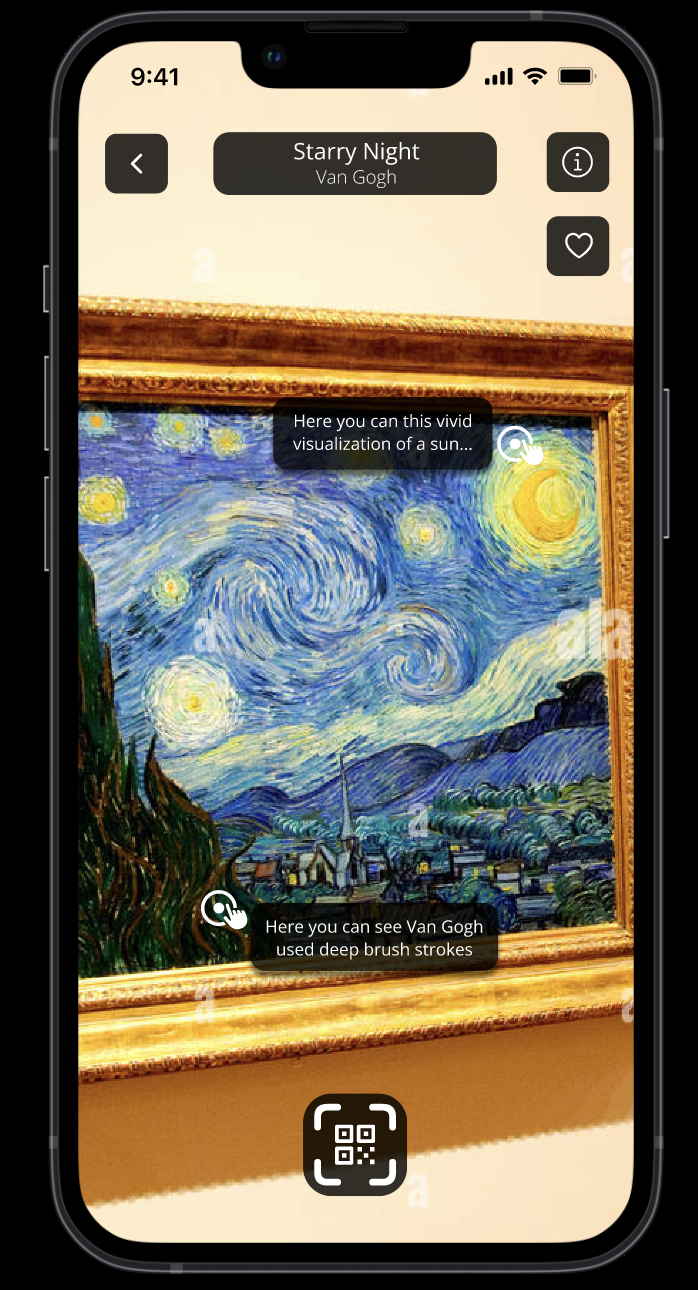 9:41
Starry Night
Van Gogh
a
a
Here you can this vivid
visualization of a sun...
a
ala
a
Here you can see Van Gogh
used deep brush strokes
a
a
a